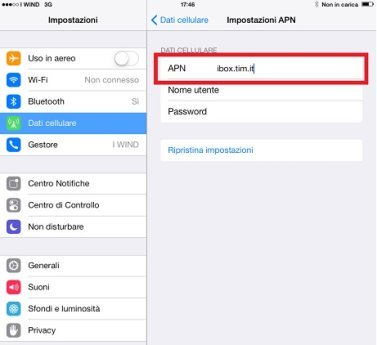 I WIND 3G 17:46 Non in carica
Impostazioni
Dati cellulare Impostazioni APN
Uso in aereo
Wi-Fi Non connesso
Bluetooth Sì
Dati cellulare
Gestore I WIND
Centro Notifiche
Centro di Controllo
Non disturbare
Generali
Suoni
Sfondi e luminosità
Privacy
DATI CELLULARE
APN ibox.tim.it
Nome utente
Password
Ripristina impostazioni